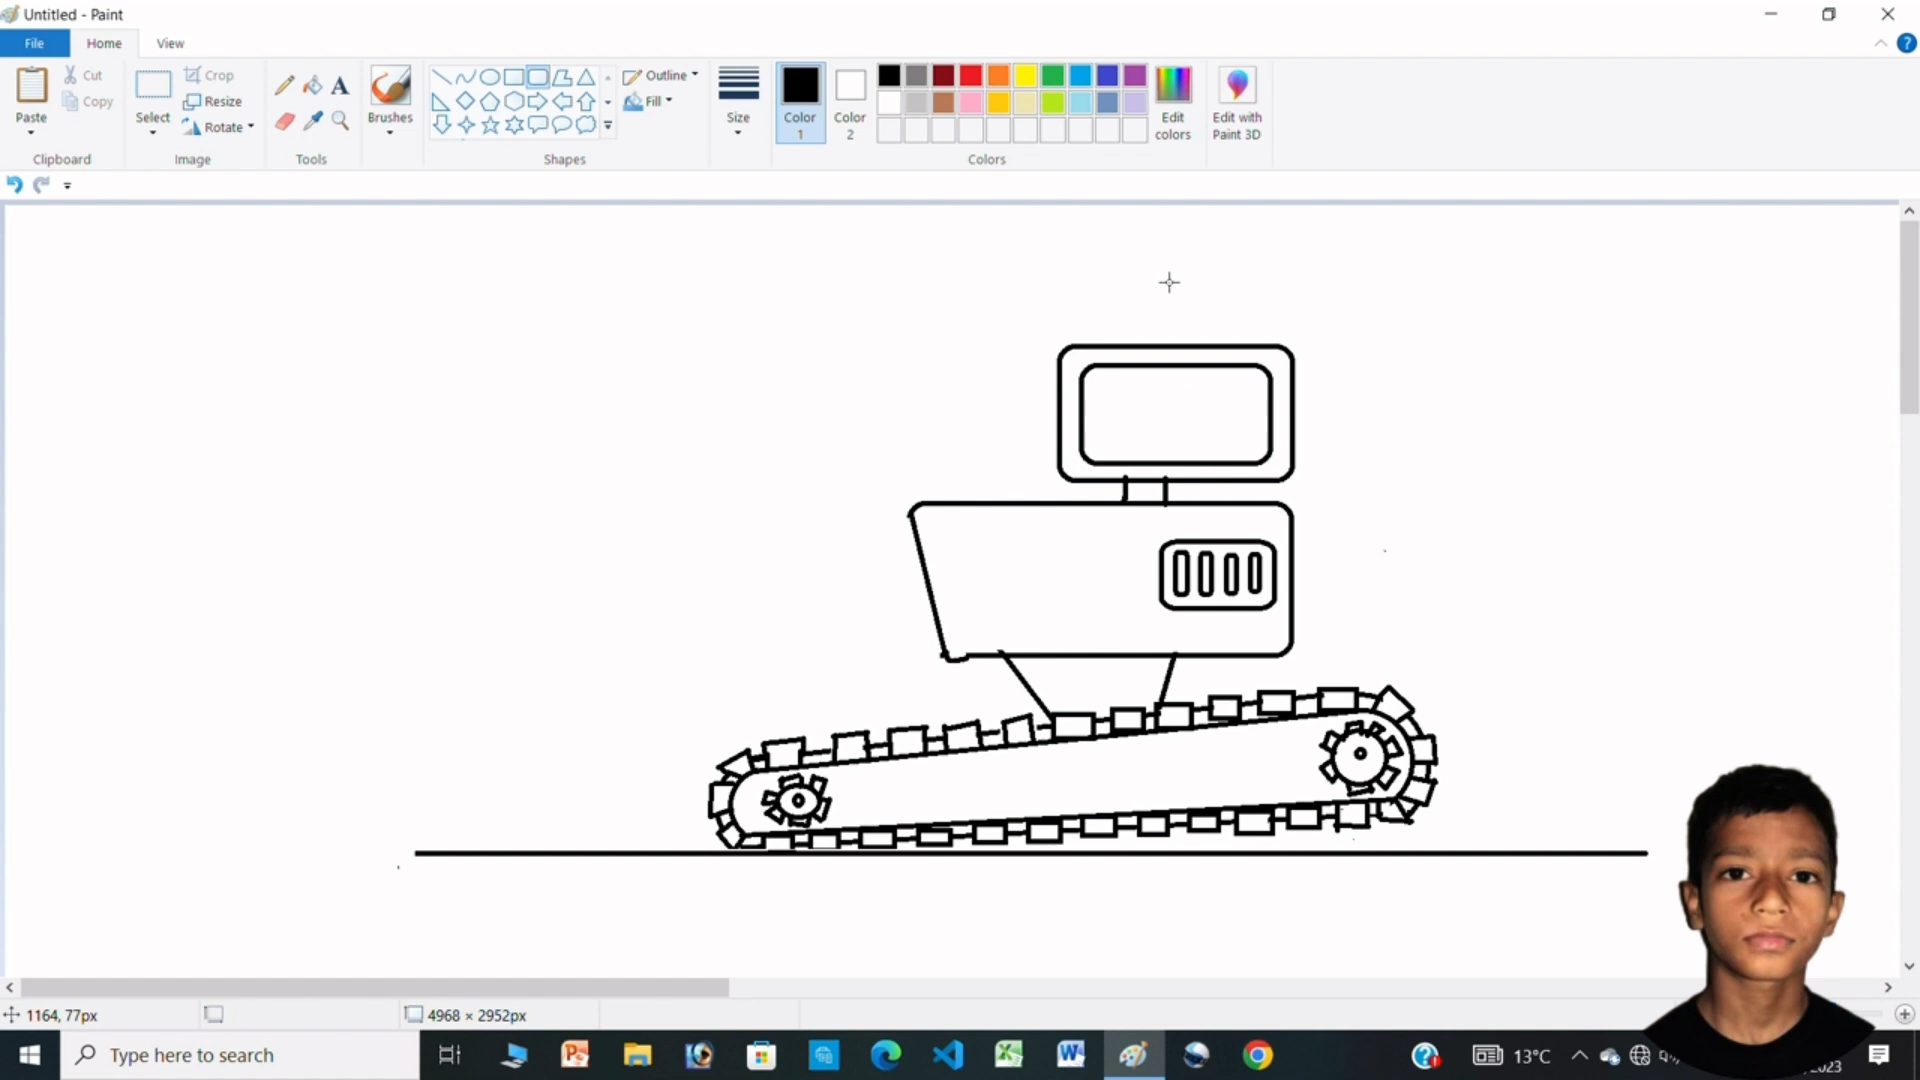 Untitled - Paint
File Home View
Cut
Copy
Paste
Clipboard
Crop
Resize
Rotate
Select
Image
A
Tools
Brushes
Shapes
Outline
Fill
Size
Color
1
Color
2
Colors
Edit
colors
Edit with
Paint 3D
1164, 77px
4968 × 2952px
Type here to search
13°C